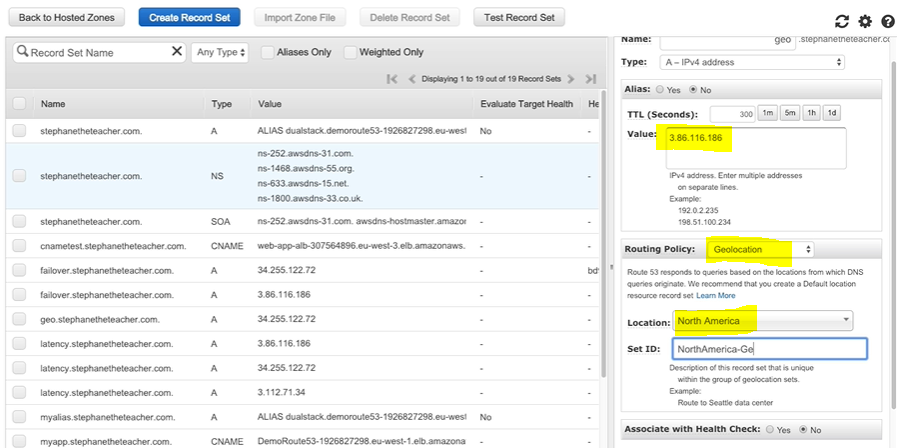 Back to Hosted Zones Create Record Set Import Zone File Delete Record Set Test Record Set
Record Set Name Any Type Aliases Only Weighted Only
Displaying 1 to 19 out of 19 Record Sets
Name Type Value Evaluate Target Health He
stephanetheteacher.com. A ALIAS dualstack.demoroute53-1926827298.eu-west No -
stephanetheteacher.com. NS ns-252.awsdns-31.com. - -
ns-1468.awsdns-55.org.
ns-633.awsdns-15.net.
ns-1800.awsdns-33.co.uk.
stephanetheteacher.com. SOA ns-252.awsdns-31.com. awsdns-hostmaster.amazon - -
cnametest.stephanetheteacher.com. CNAME web-app-alb-307564896.eu-west-3.elb.amazonaws. - -
failover.stephanetheteacher.com. A 34.255.122.72 -
failover.stephanetheteacher.com. A 3.86.116.186 - -
geo.stephanetheteacher.com. A 34.255.122.72 - -
latency.stephanetheteacher.com. A 3.86.116.186 - -
latency.stephanetheteacher.com. A 34.255.122.72 - -
latency.stephanetheteacher.com. A 3.112.71.34 - -
myalias.stephanetheteacher.com. A ALIAS demoroute53-1926827298.eu-west No -
myapp.stephanetheteacher.com. CNAME DemoRoute53-1926827298.eu-west-1.elb.amazonaws. - -
Name: geo .stephanetheteacher.co
Type: A – IPv4 address
Alias: Yes No
TTL (Seconds): 300 1m 5m 1h 1d
Value: 3.86.116.186
IPv4 address. Enter multiple addresses
on separate lines.
Example:
192.0.2.235
198.51.100.234
Routing Policy: Geolocation
Route 53 responds to queries based on the locations from which DNS
queries originate. We recommend that you create a Default location
resource record set Learn More
Location: North America
Set ID: NorthAmerica-Ge
Description of this record set that is unique
within the group of geolocation sets.
Example:
Route to Seattle data center
Associate with Health Check: Yes No